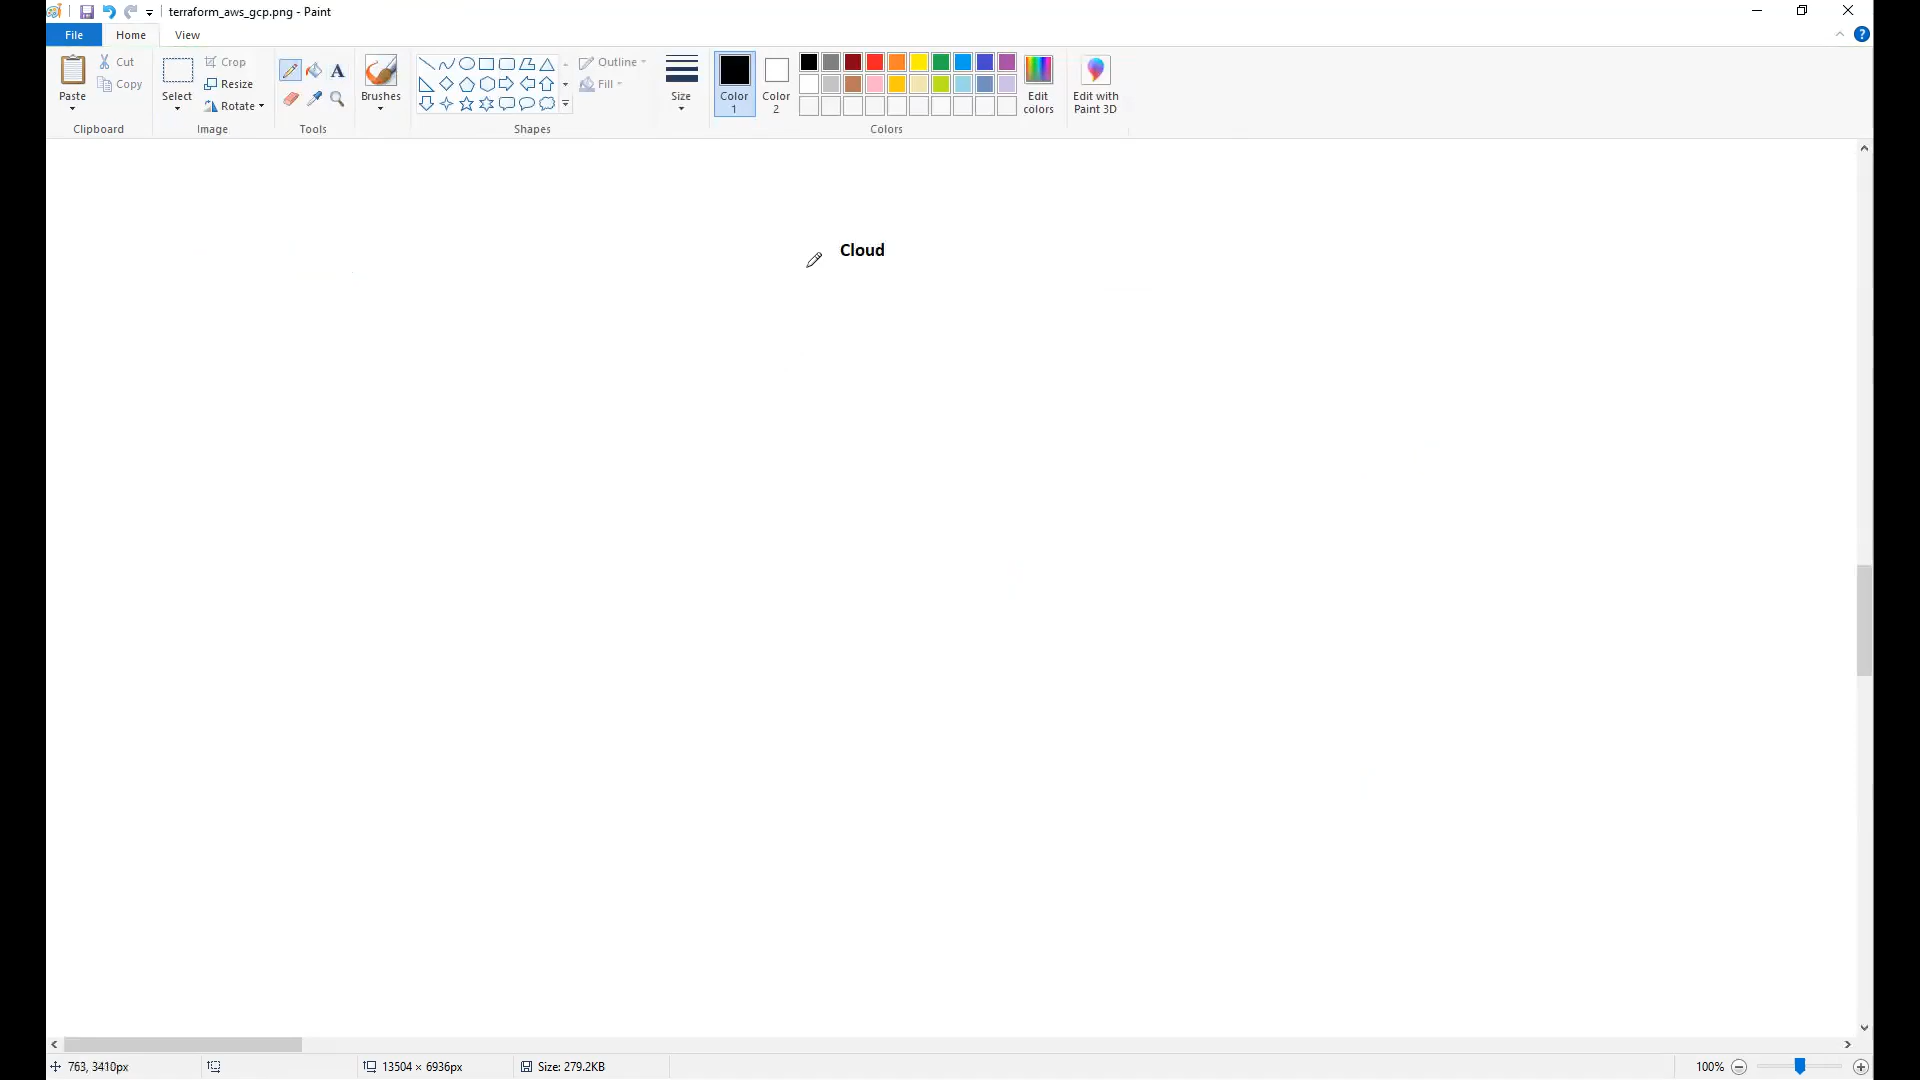 terraform_aws_gcp.png - Paint
File Home View
Paste
Cut
Copy
Clipboard
Select
Crop
Resize
Rotate
Image
A
Tools
Brushes
Outline
Fill
Shapes
Size
Color
1
Color
2
Colors
Edit
colors
Edit with
Paint 3D
Cloud
763, 3410px
13504 × 6936px
Size: 279.2KB
100%